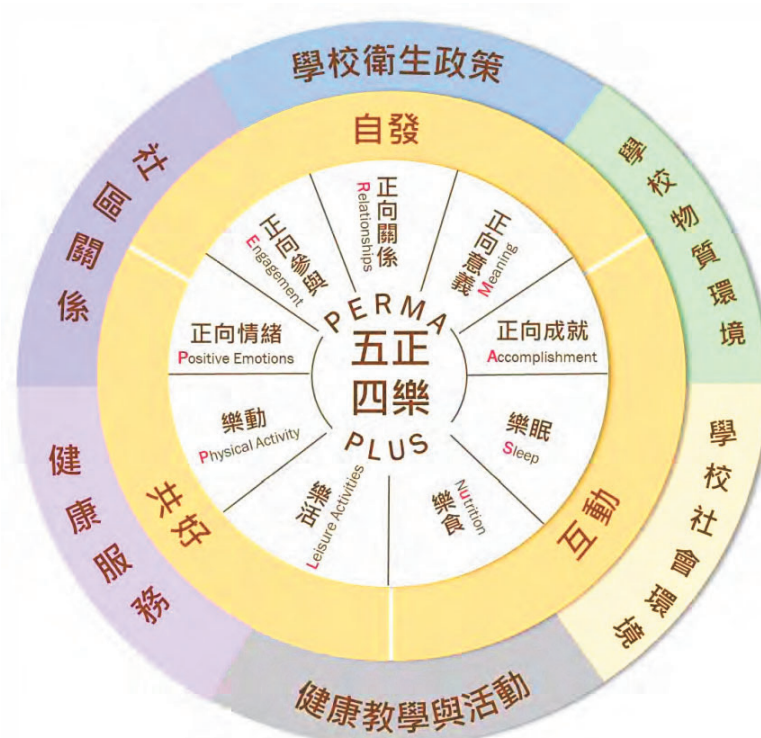 學校衛生政策
學校物質環境
學校社會環境
健康教學與活動
健康服務
社區關係
自發
互動
共好
正向情緒
Positive Emotions
正向參與
Engagement
正向關係
Relationships
正向意義
Meaning
正向成就
Accomplishment
樂動
Physical Activity
樂活
Leisure Activities
樂食
Nutrition
樂眠
Sleep
PERMA
五正
四樂
PLUS